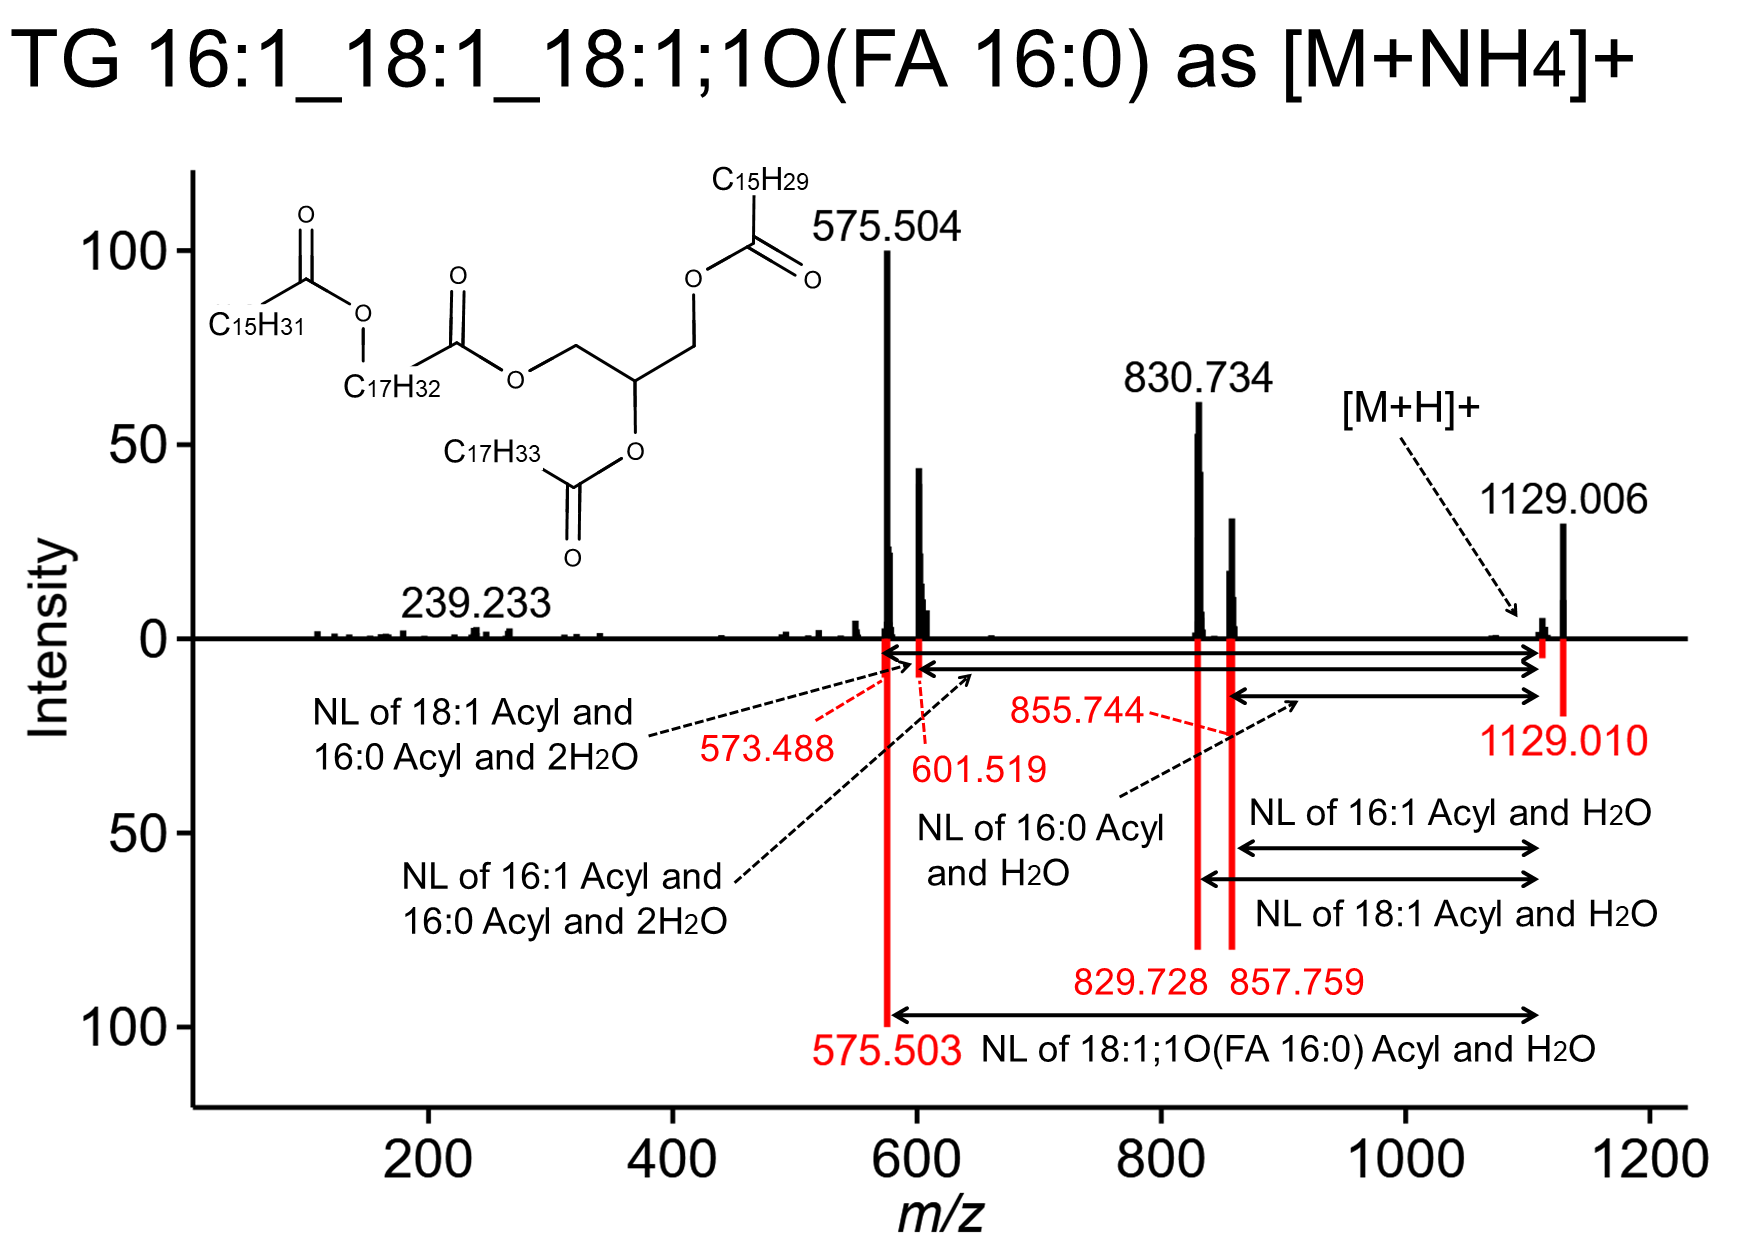 TG 16:1_18:1_18:1;1O(FA 16:0) as [M+NH4]+
C15H29
O
O
O
O
O
C15H31
C17H32
O
C17H33
O
O
575.504
830.734
[M+H]+
1129.006
239.233
100
50
0
50
100
Intensity
NL of 18:1 Acyl and
16:0 Acyl and 2H2O
573.488
601.519
855.744
1129.010
NL of 16:1 Acyl and
16:0 Acyl and 2H2O
NL of 16:0 Acyl
and H2O
NL of 16:1 Acyl and H2O
NL of 18:1 Acyl and H2O
829.728
857.759
575.503
NL of 18:1;1O(FA 16:0) Acyl and H2O
200
400
600
800
1000
1200
m/z